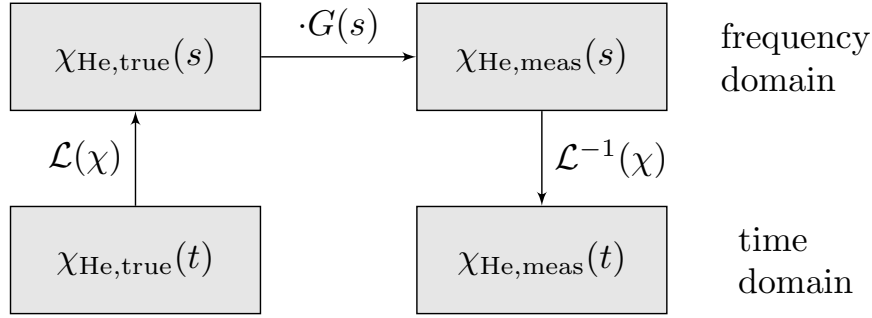 ·G(s)
χHe,true(s) χHe,meas(s) frequency
domain
ℒ(χ) ℒ⁻¹(χ)
χHe,true(t) χHe,meas(t) time
domain